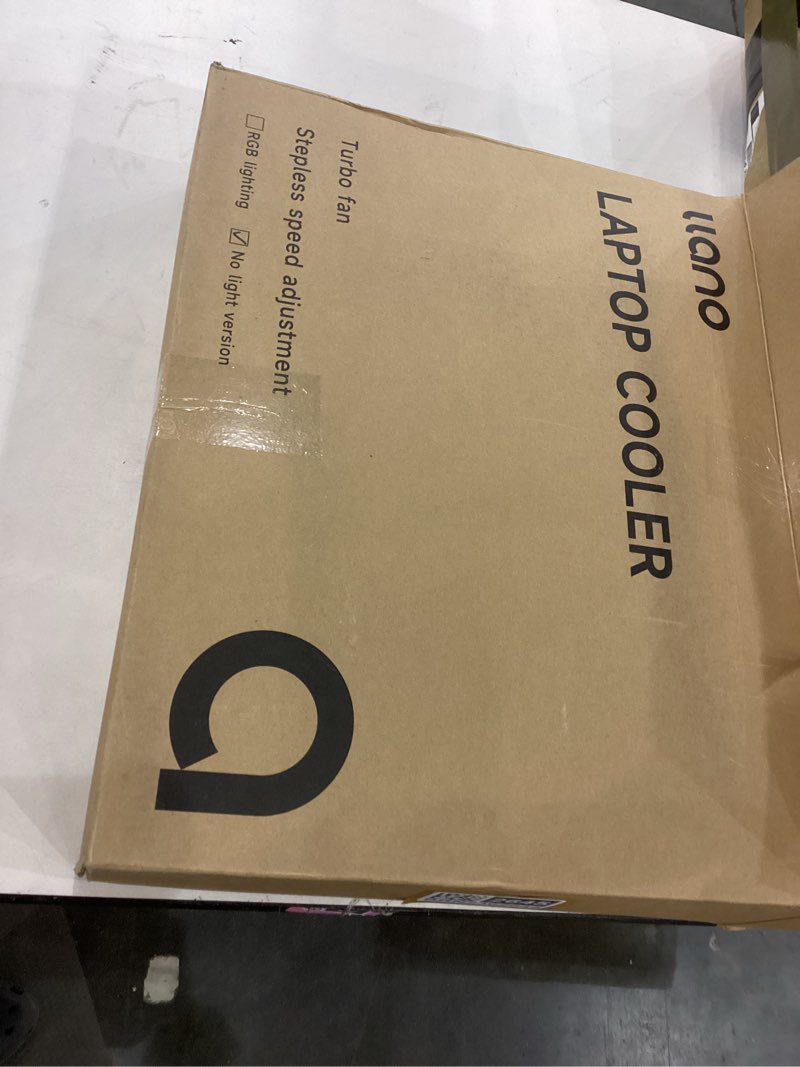 llano
LAPTOP COOLER
Turbo fan
Stepless speed adjustment
RGB lighting
No light version